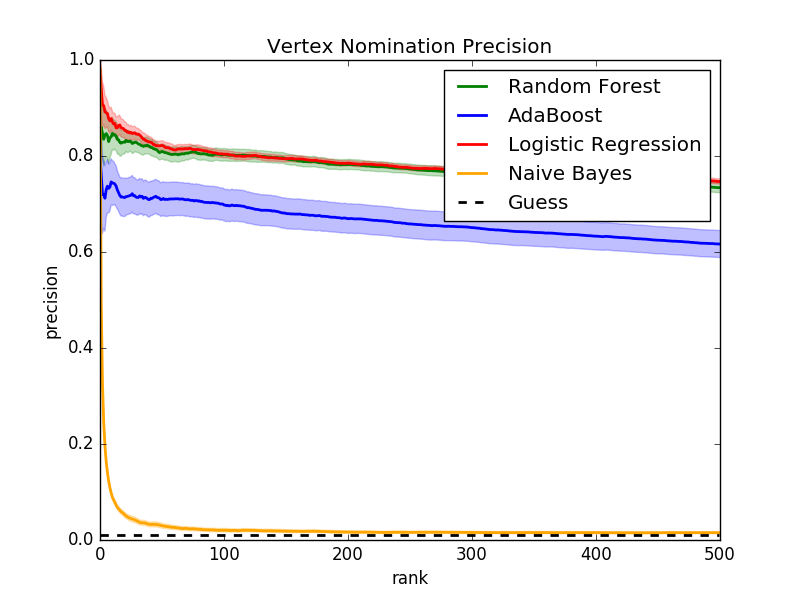 Vertex Nomination Precision
1.0
0.8
0.6
0.4
0.2
0.0
precision
Random Forest
AdaBoost
Logistic Regression
Naive Bayes
Guess
0 100 200 300 400 500
rank